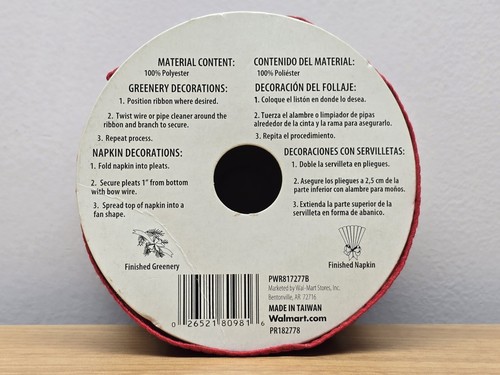 MATERIAL CONTENT:
100% Polyester
GREENERY DECORATIONS:
1. Position ribbon where desired.
2. Twist wire or pipe cleaner around the
ribbon and branch to secure.
3. Repeat process.
NAPKIN DECORATIONS:
1. Fold napkin into pleats.
2. Secure pleats 1" from bottom
with bow wire.
3. Spread top of napkin into a
fan shape.
Finished Greenery
CONTENIDO DEL MATERIAL:
100% Poliéster
DECORACIÓN DEL FOLLAJE:
1. Coloque el listón en donde lo desea.
2. Tuerza el alambre o limpiador de pipas
alrededor de la cinta y la rama para asegurarlo.
3. Repita el procedimiento.
DECORACIONES CON SERVILLETAS:
1. Doble la servilleta en pliegues.
2. Asegure los pliegues a 2,5 cm de la
parte inferior con alambre para moños.
3. Extienda la parte superior de la
servilleta en forma de abanico.
Finished Napkin
0 26521 80981 6
PWR817277B
Marketed by Wal-Mart Stores, Inc.
Bentonville, AR 72716
MADE IN TAIWAN
Walmart.com
PR182778